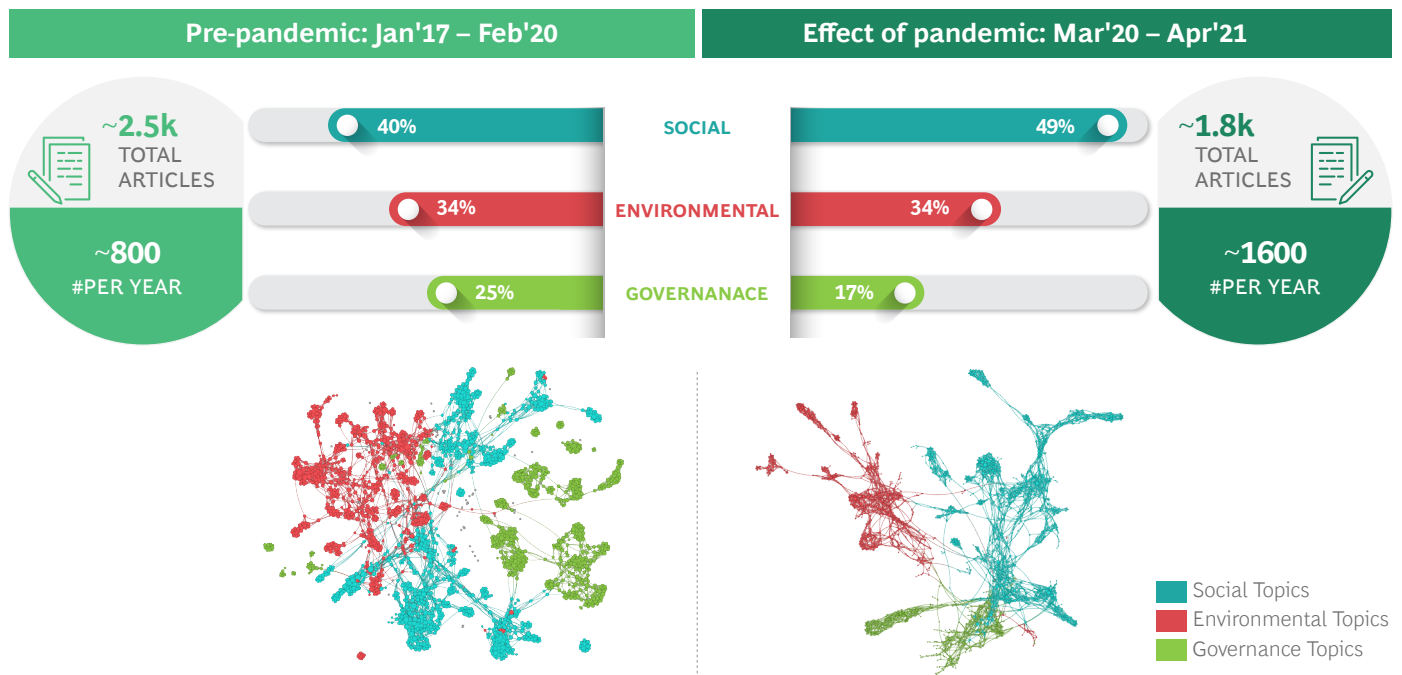 Pre-pandemic: Jan'17 – Feb'20
Effect of pandemic: Mar'20 – Apr'21
~2.5k
TOTAL
ARTICLES
~800
#PER YEAR
40%
SOCIAL
49%
34%
ENVIRONMENTAL
34%
25%
GOVERNANACE
17%
~1.8k
TOTAL
ARTICLES
~1600
#PER YEAR
Social Topics
Environmental Topics
Governance Topics